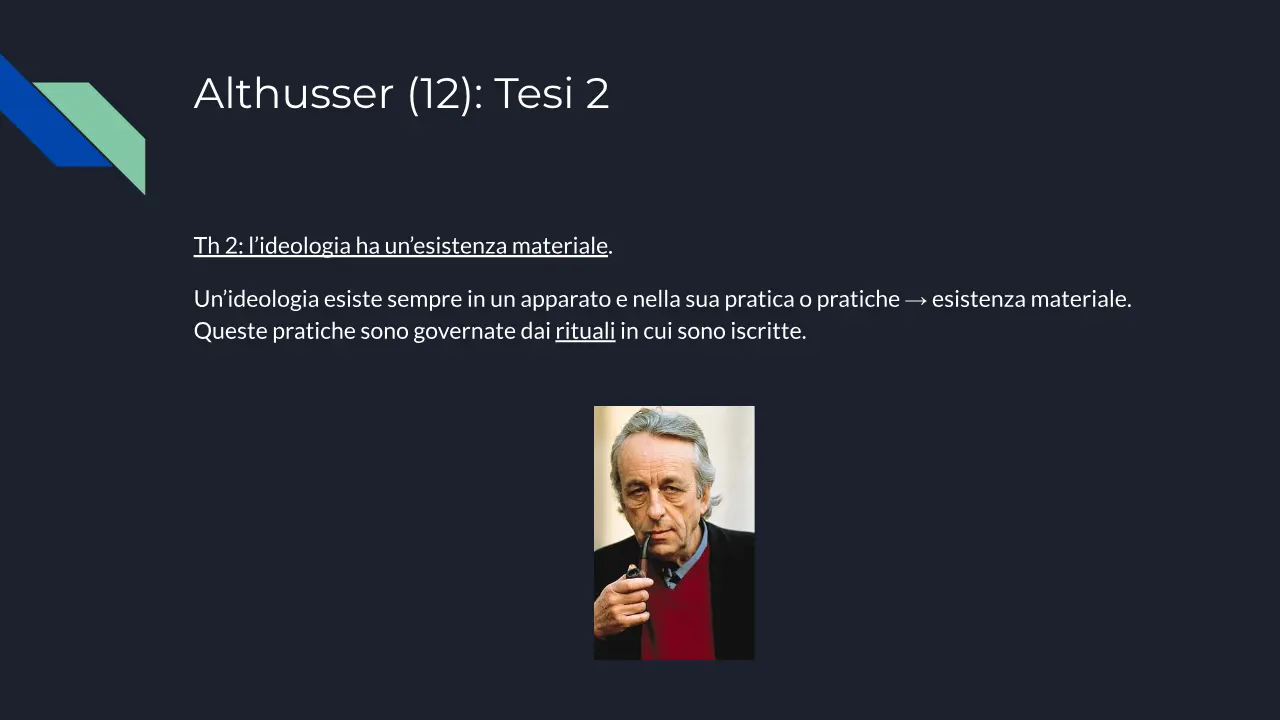 Althusser (12): Tesi 2
Th 2: l’ideologia ha un’esistenza materiale.
Un’ideologia esiste sempre in un apparato e nella sua pratica o pratiche → esistenza materiale.
Queste pratiche sono governate dai rituali in cui sono iscritte.